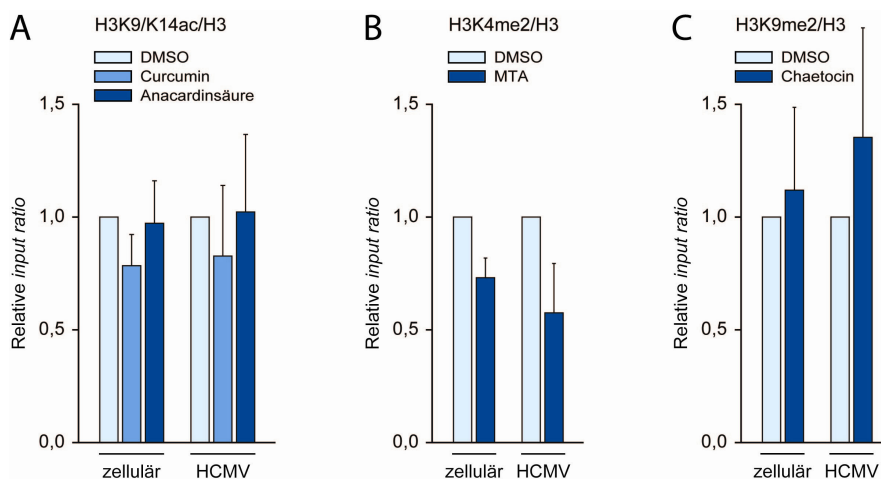 A
H3K9/K14ac/H3
DMSO
Curcumin
Anacardinsäure
1,5
1,0
0,5
0,0
Relative input ratio
zellulär
HCMV
B
H3K4me2/H3
DMSO
MTA
1,5
1,0
0,5
0,0
Relative input ratio
zellulär
HCMV
C
H3K9me2/H3
DMSO
Chaetocin
1,5
1,0
0,5
0,0
Relative input ratio
zellulär
HCMV